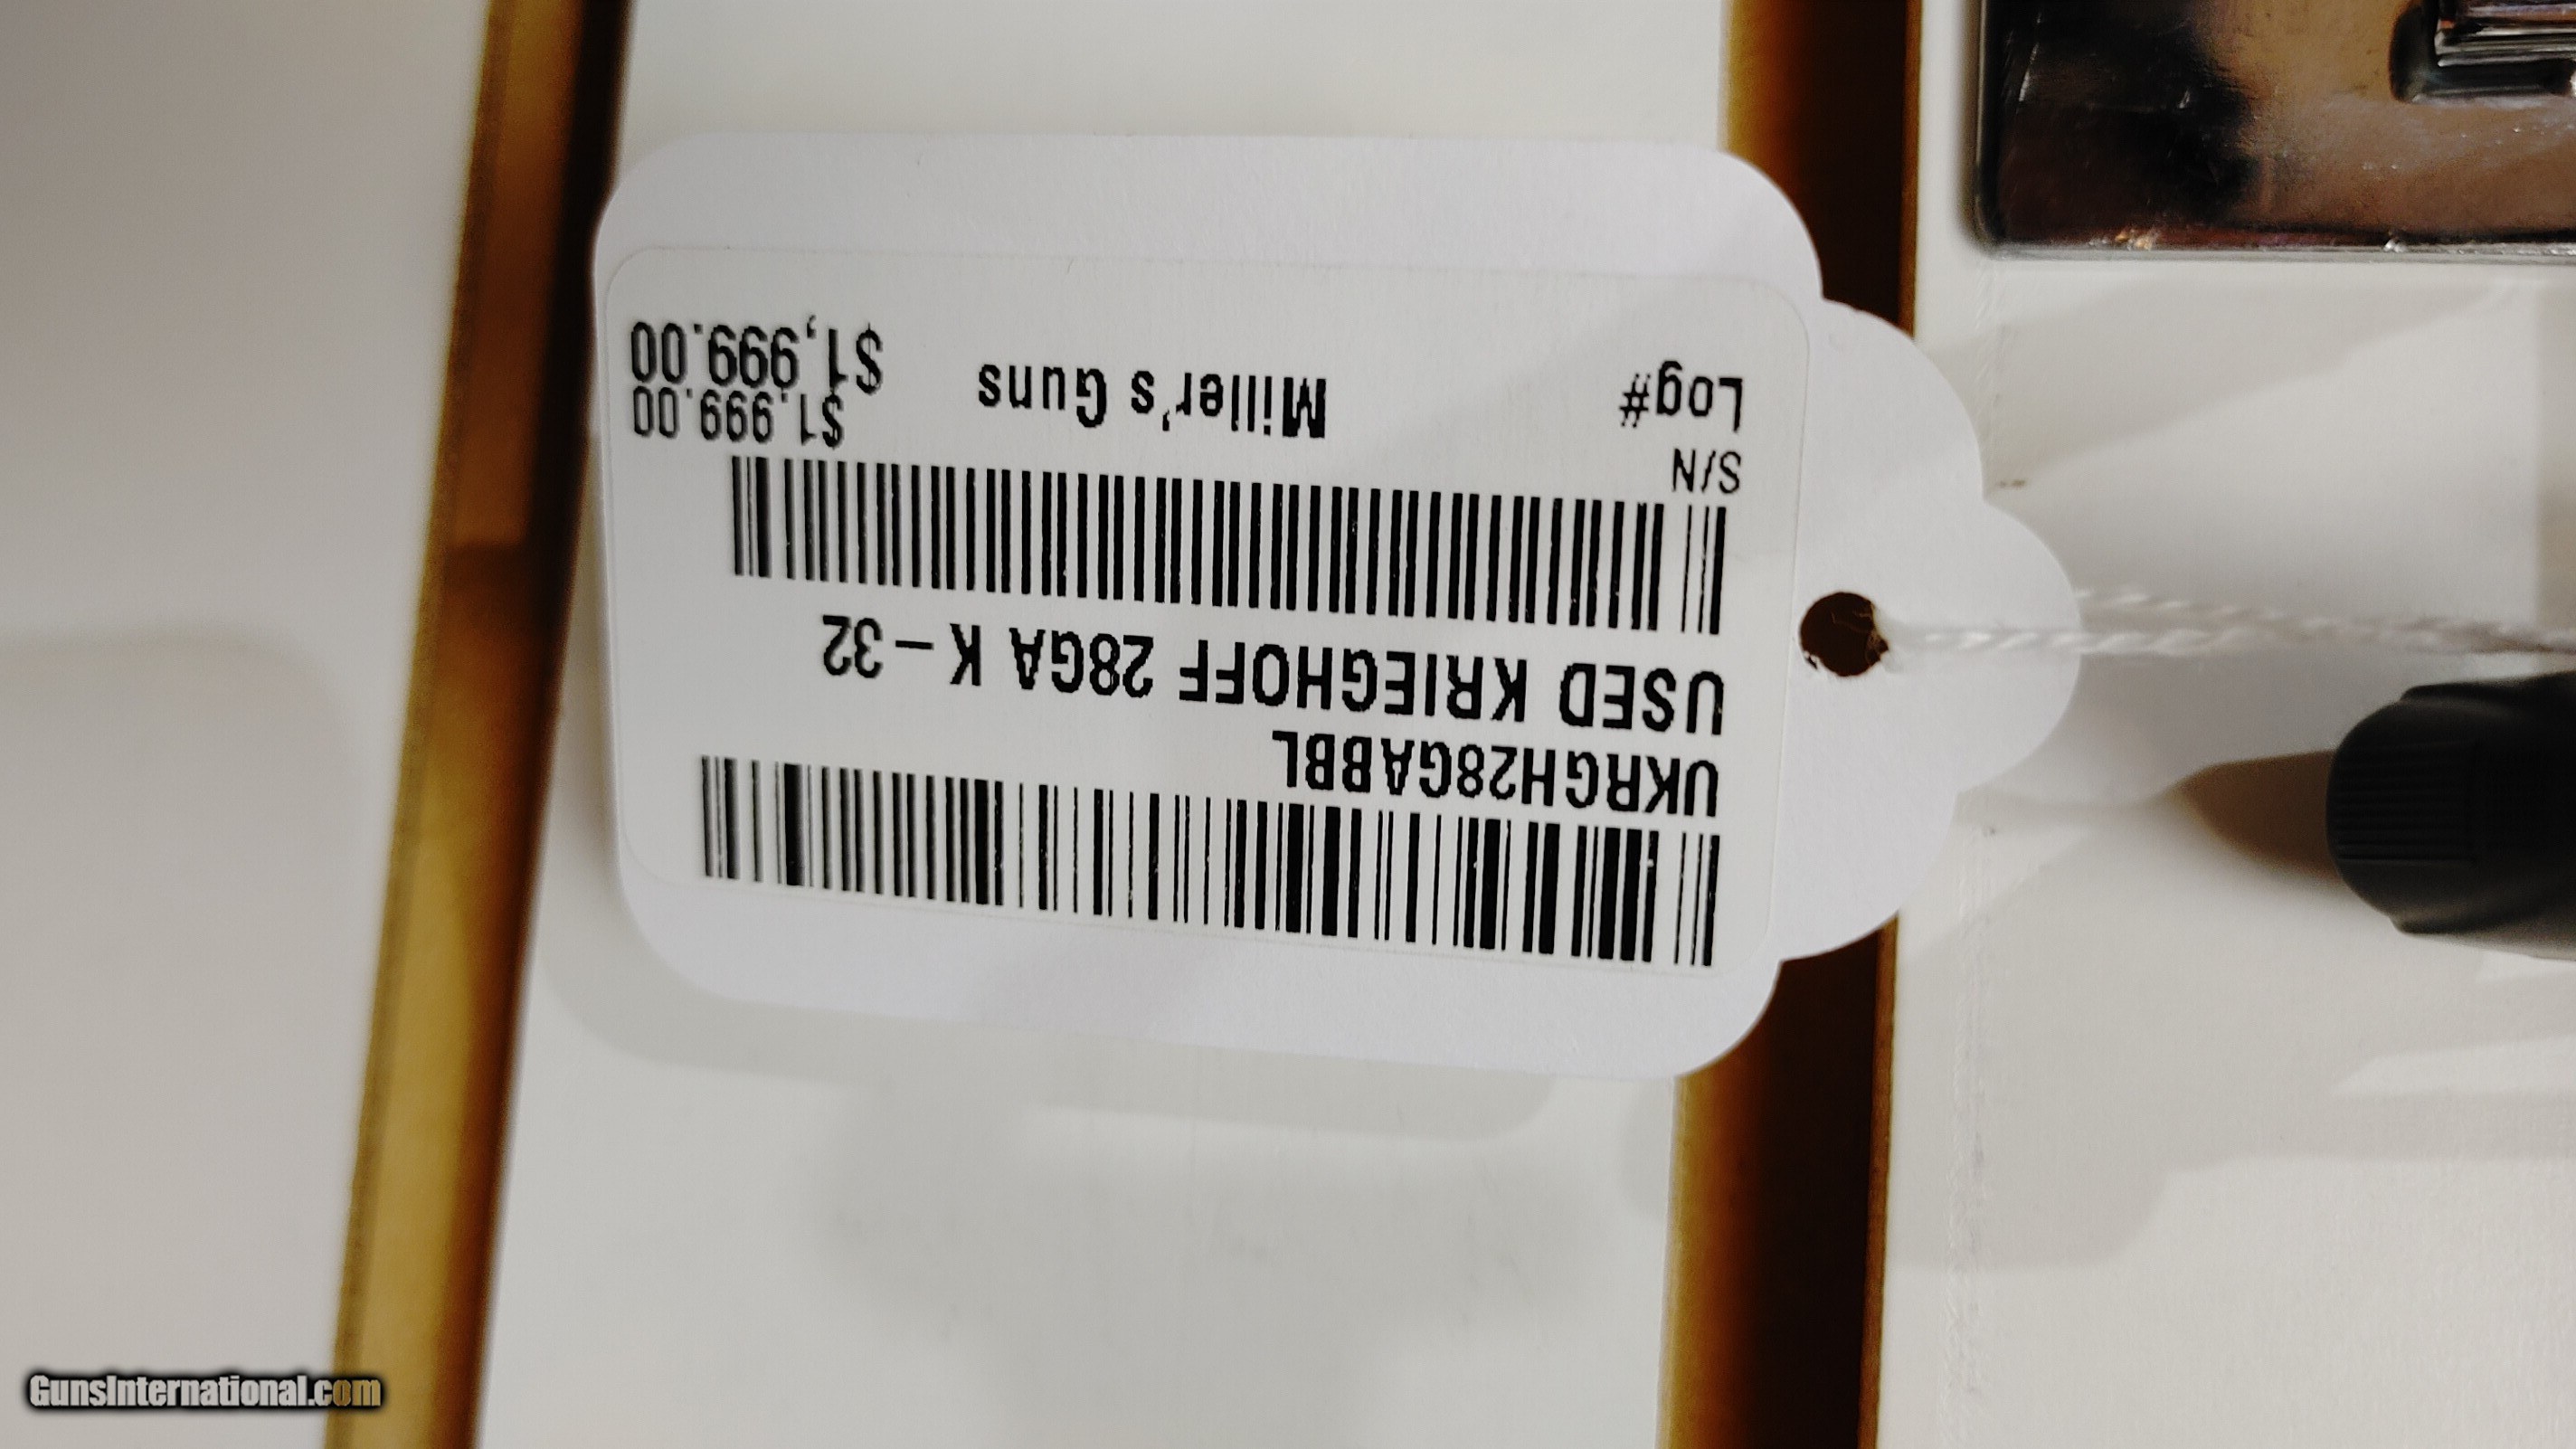 UKRGH28GABBL
USED KRIEGHOFF 28GA K-32
S/N
$1,999.00
Log#
Miller's Guns
$1,999.00
GunsInternational.com